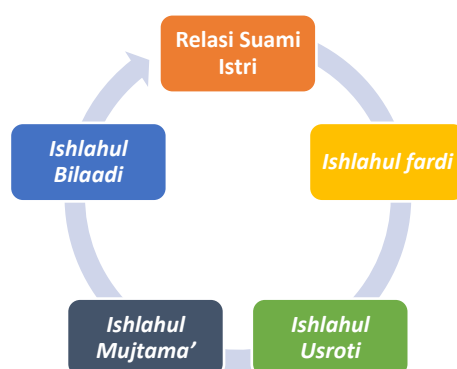 Relasi Suami
Istri
Ishlahul fardi
Ishlahul
Usroti
Ishlahul
Mujtama’
Ishlahul
Bilaadi